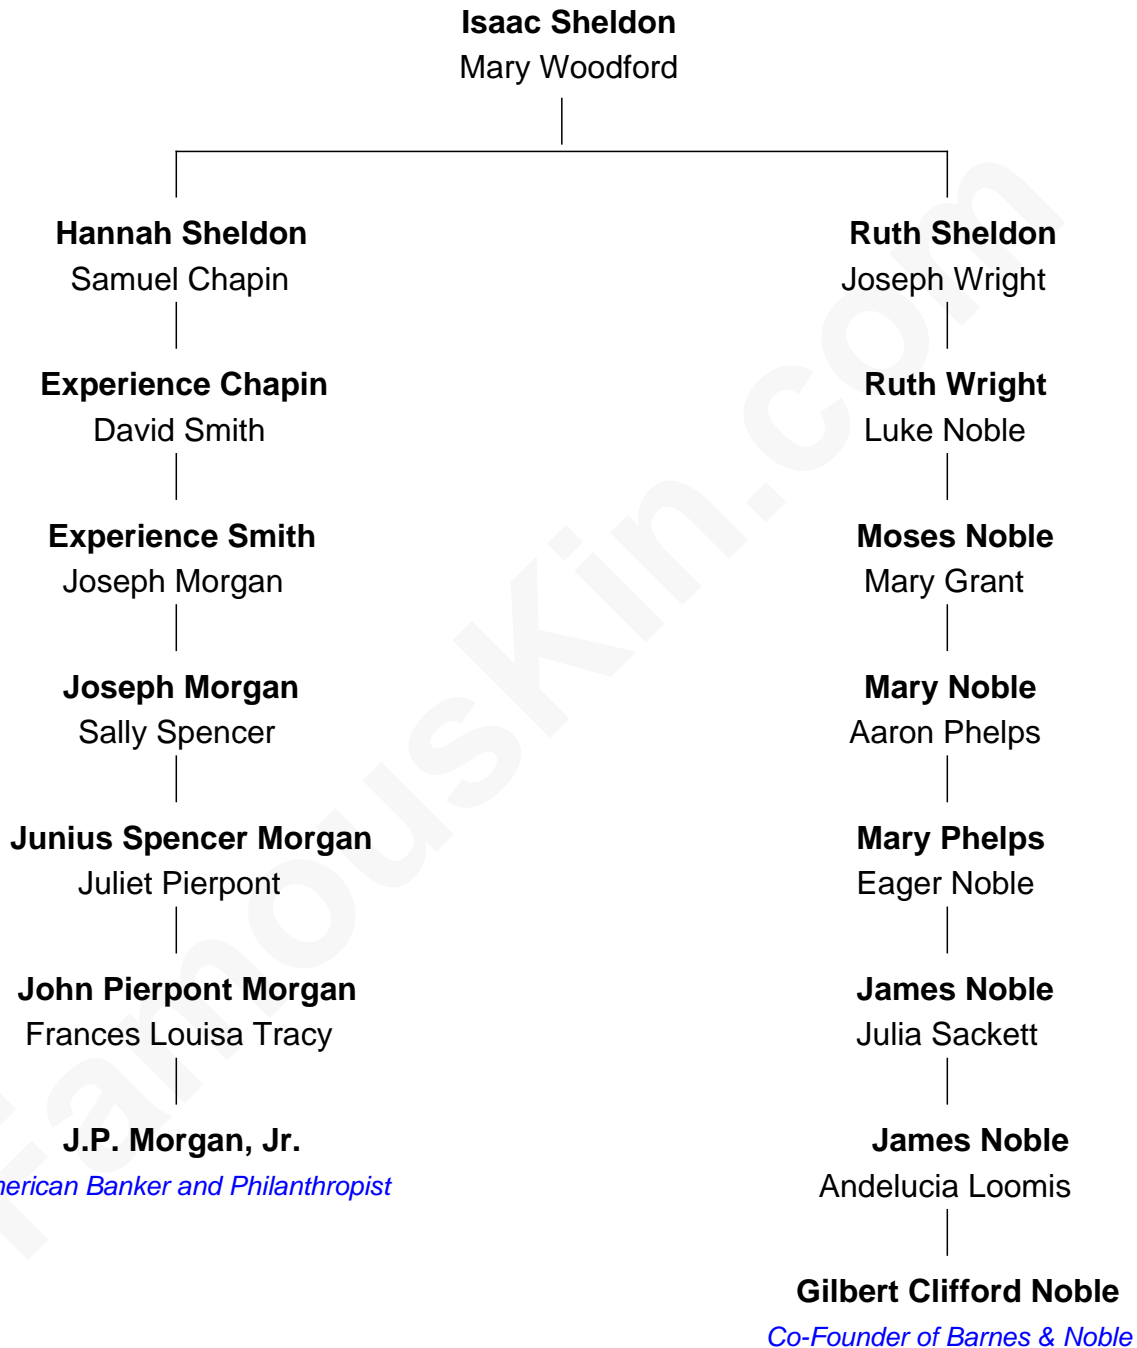 Isaac Sheldon
Mary Woodford
Hannah Sheldon
Samuel Chapin
Experience Chapin
David Smith
Experience Smith
Joseph Morgan
Joseph Morgan
Sally Spencer
Junius Spencer Morgan
Juliet Pierpont
John Pierpont Morgan
Frances Louisa Tracy
J.P. Morgan, Jr.
Banker and Philanthropist
Ruth Sheldon
Joseph Wright
Ruth Wright
Luke Noble
Moses Noble
Mary Grant
Mary Noble
Aaron Phelps
Mary Phelps
Eager Noble
James Noble
Julia Sackett
James Noble
Andelucia Loomis
Gilbert Clifford Noble
Co-Founder of Barnes & Noble
FamousKin.com